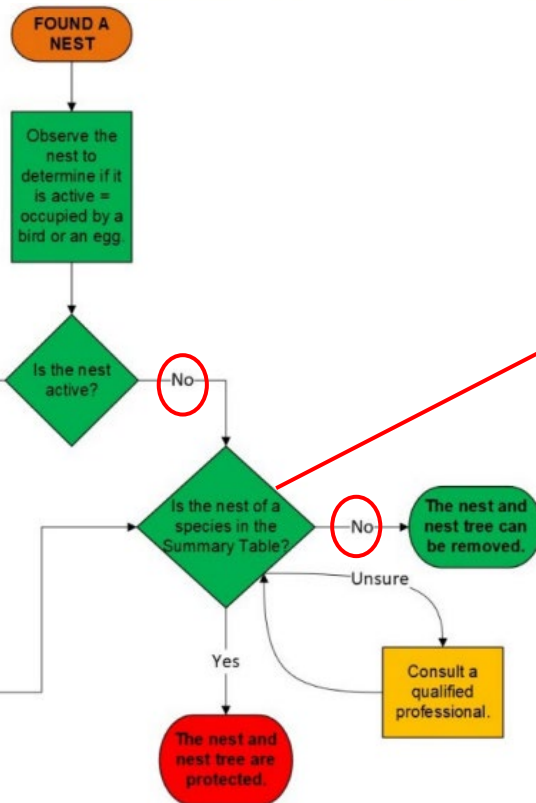 FOUND A
NEST
Observe the
nest to
determine if it
is active =
occupied by a
bird or an egg.
Is the nest
active?
No
Is the nest of a
species in the
Summary Table?
No
The nest and
nest tree can
be removed.
Unsure
Consult a
qualified
professional.
Yes
The nest and
nest tree are
protected.